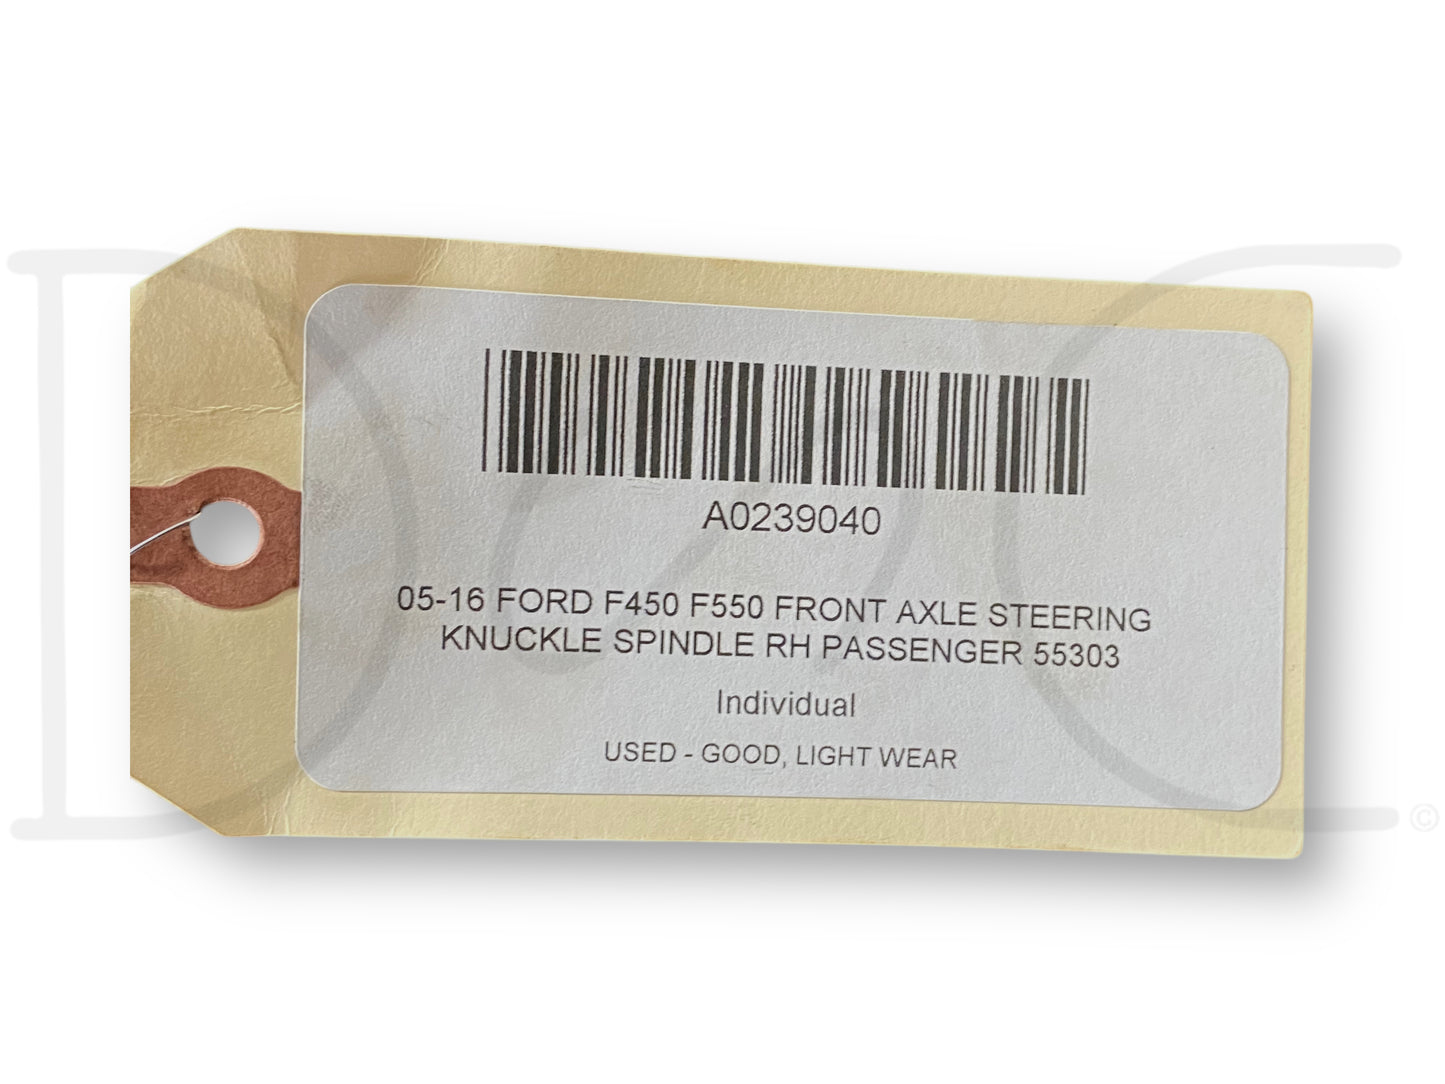 A0239040
05-16 FORD F450 F550 FRONT AXLE STEERING
KNUCKLE SPINDLE RH PASSENGER 55303
Individual
USED - GOOD, LIGHT WEAR
©